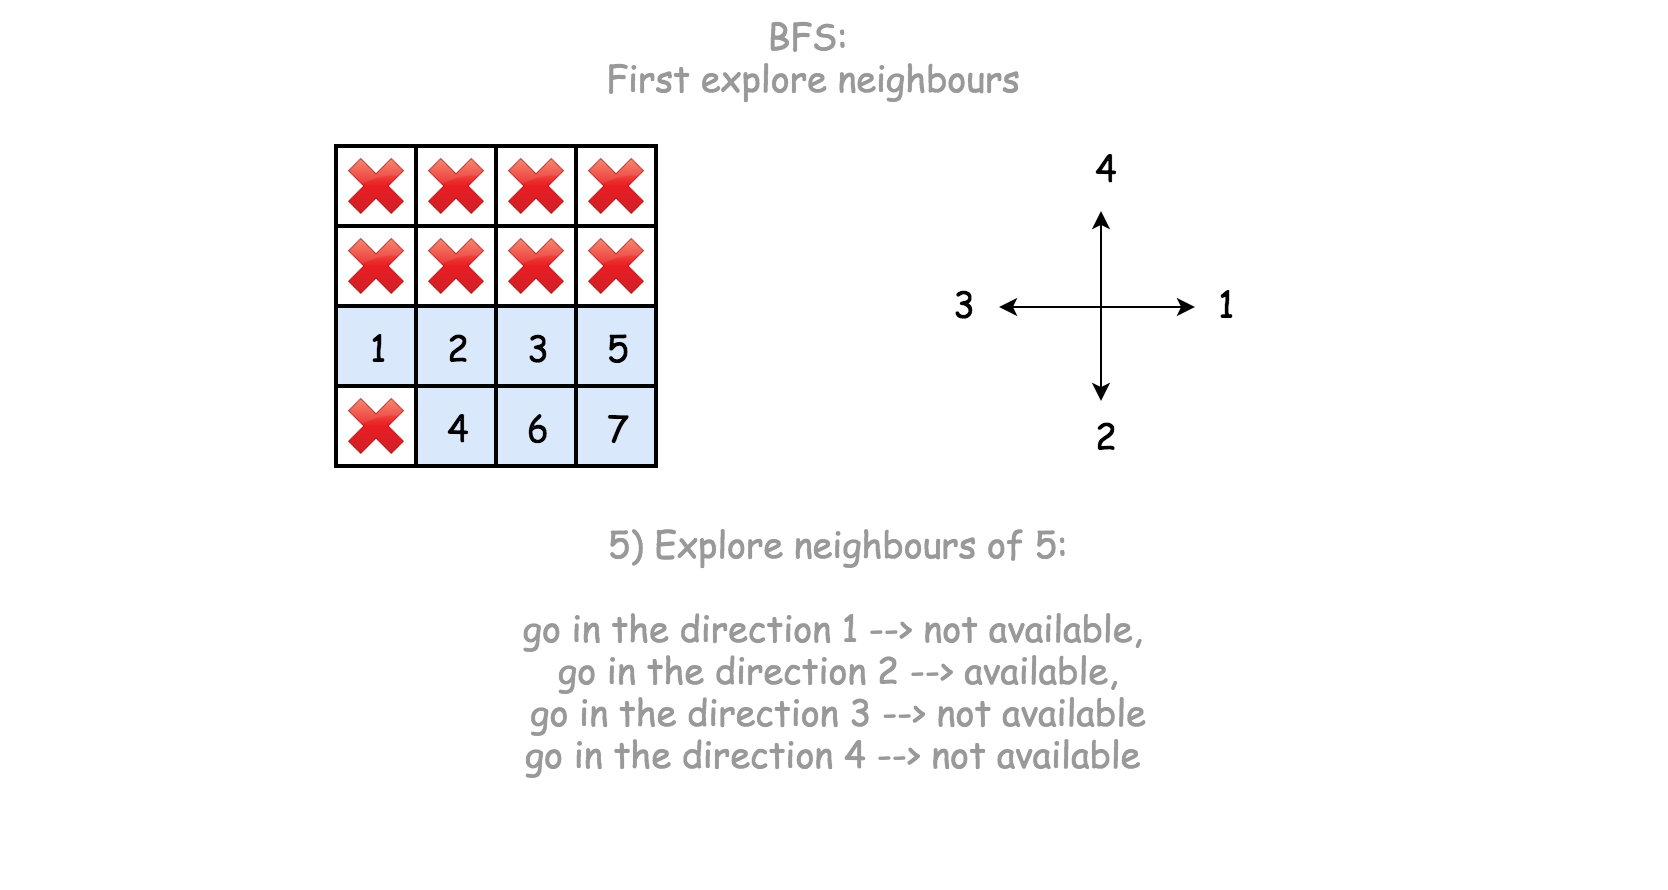 BFS:
First explore neighbours
1 2 3 5
4 6 7
4
3 1
2
5) Explore neighbours of 5:
go in the direction 1 --> not available,
go in the direction 2 --> available,
go in the direction 3 --> not available
go in the direction 4 --> not available